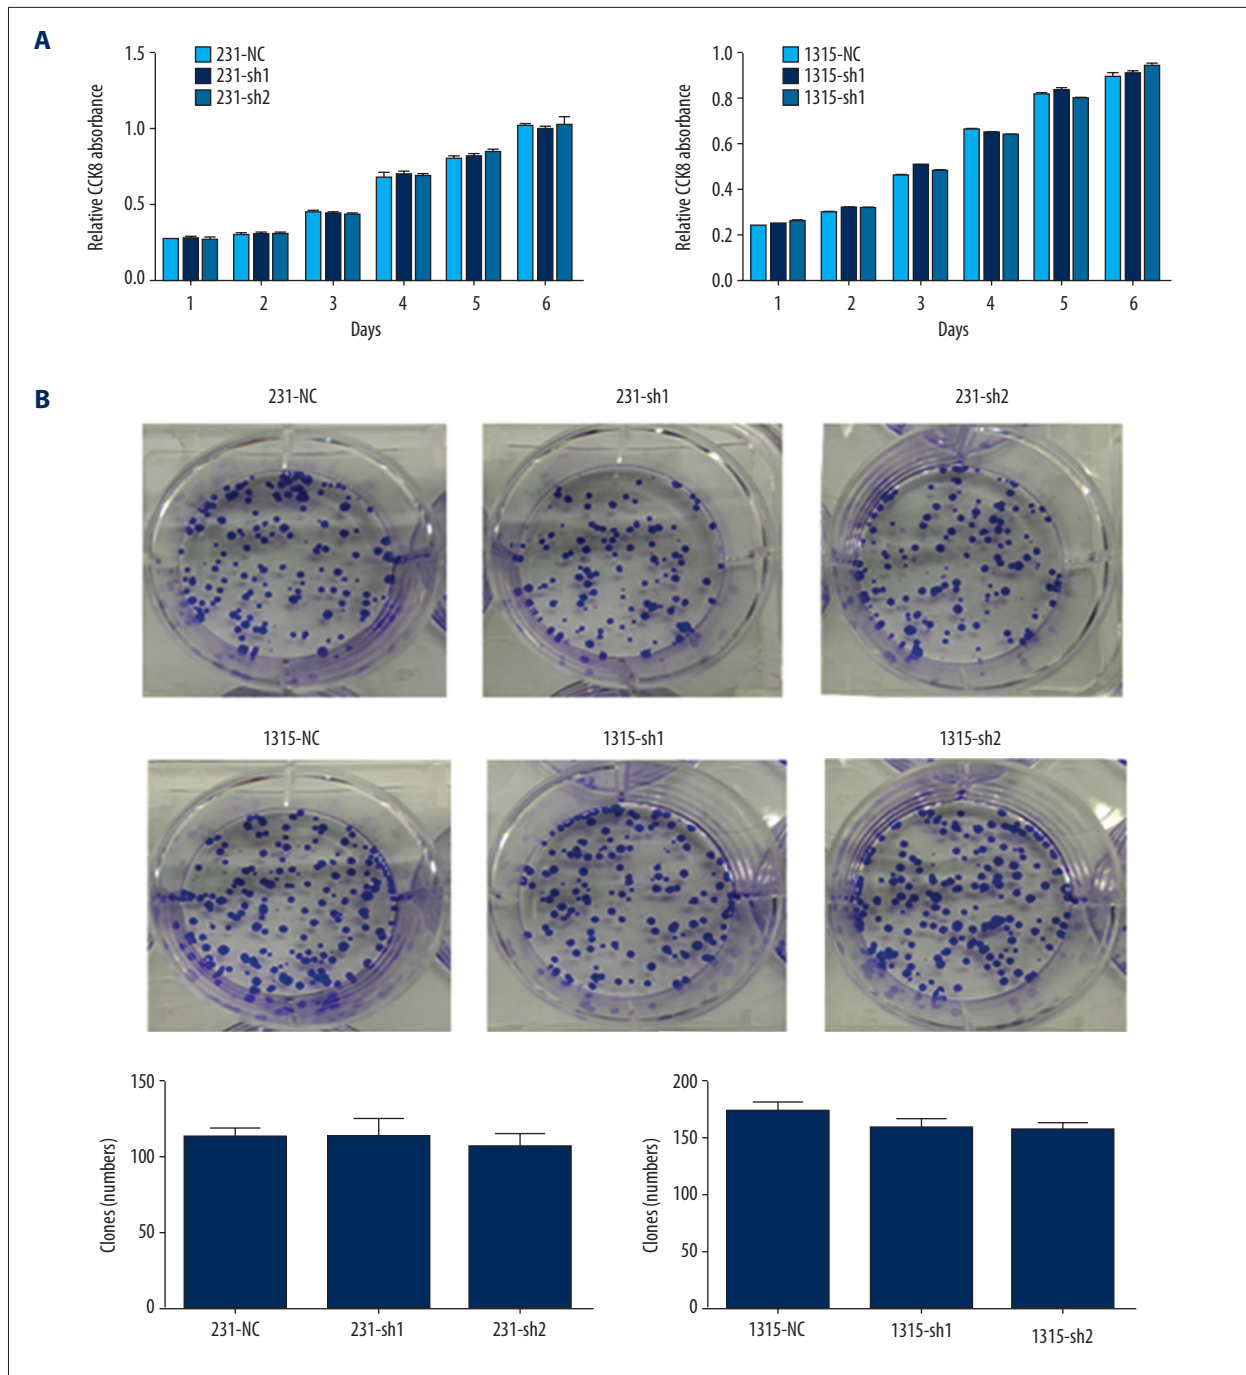 A
1.5
1.0
0.5
0.0
Relative CCK8 absorbance
231-NC
231-sh1
231-sh2
1 2 3 4 5 6
Days
1.0
0.8
0.6
0.4
0.2
0.0
Relative CCK8 absorbance
1315-NC
1315-sh1
1315-sh1
1 2 3 4 5 6
Days
B
231-NC 231-sh1 231-sh2
1315-NC 1315-sh1 1315-sh2
150
100
50
0
Clones (numbers)
231-NC 231-sh1 231-sh2
200
150
100
50
0
Clones (numbers)
1315-NC 1315-sh1 1315-sh2